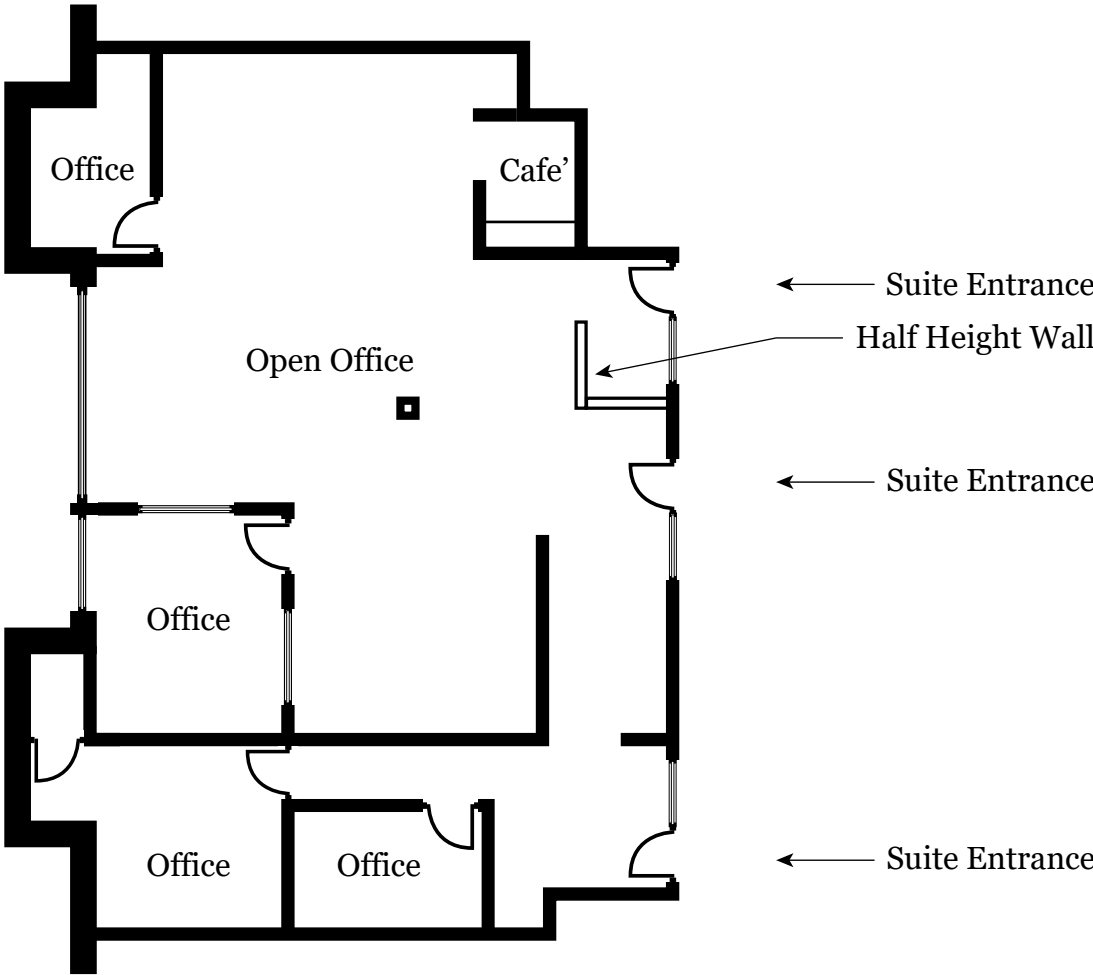 Office
Cafe’
Suite Entrance
Half Height Wall
Open Office
Suite Entrance
Office
Office
Office
Suite Entrance